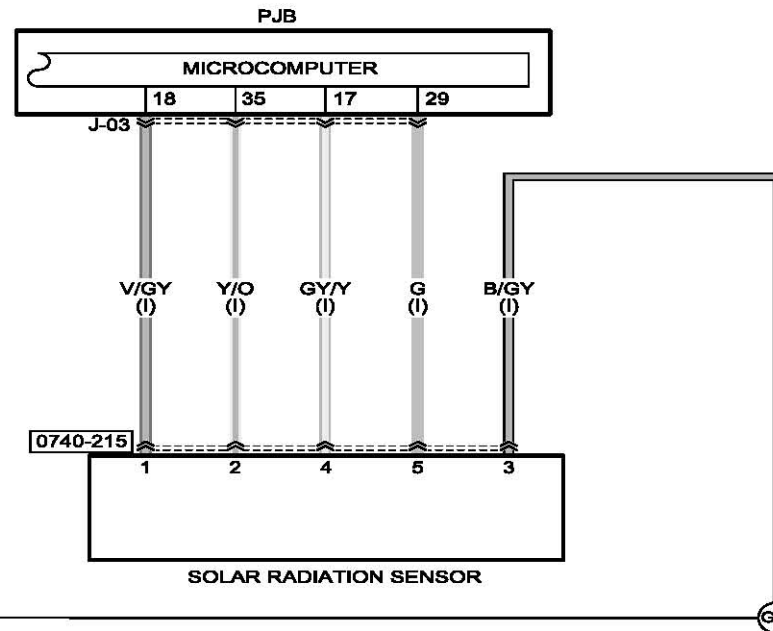 PJB
MICROCOMPUTER
18 35 17 29
J-03
V/GY Y/O GY/Y G B/GY
(I) (I) (I) (I) (I)
0740-215
1 2 4 5 3
SOLAR RADIATION SENSOR
G